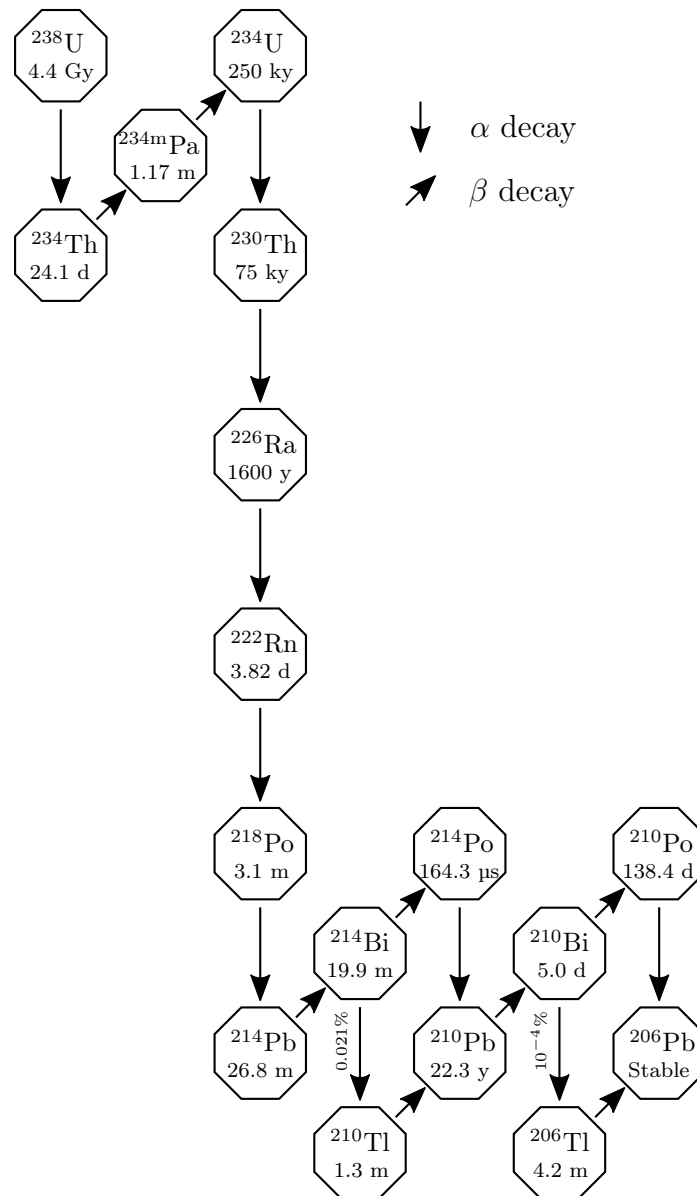 ²³⁸U
4.4 Gy
²³⁴U
250 ky
α decay
²³⁴ᵐPa
1.17 m
β decay
²³⁴Th
24.1 d
²³⁰Th
75 ky
²²⁶Ra
1600 y
²²²Rn
3.82 d
²¹⁸Po
3.1 m
²¹⁴Po
164.3 µs
²¹⁰Po
138.4 d
²¹⁴Bi
19.9 m
²¹⁰Bi
5.0 d
²¹⁴Pb
26.8 m
0.021%
²¹⁰Pb
22.3 y
10⁻⁴%
²⁰⁶Pb
Stable
²¹⁰Tl
1.3 m
²⁰⁶Tl
4.2 m